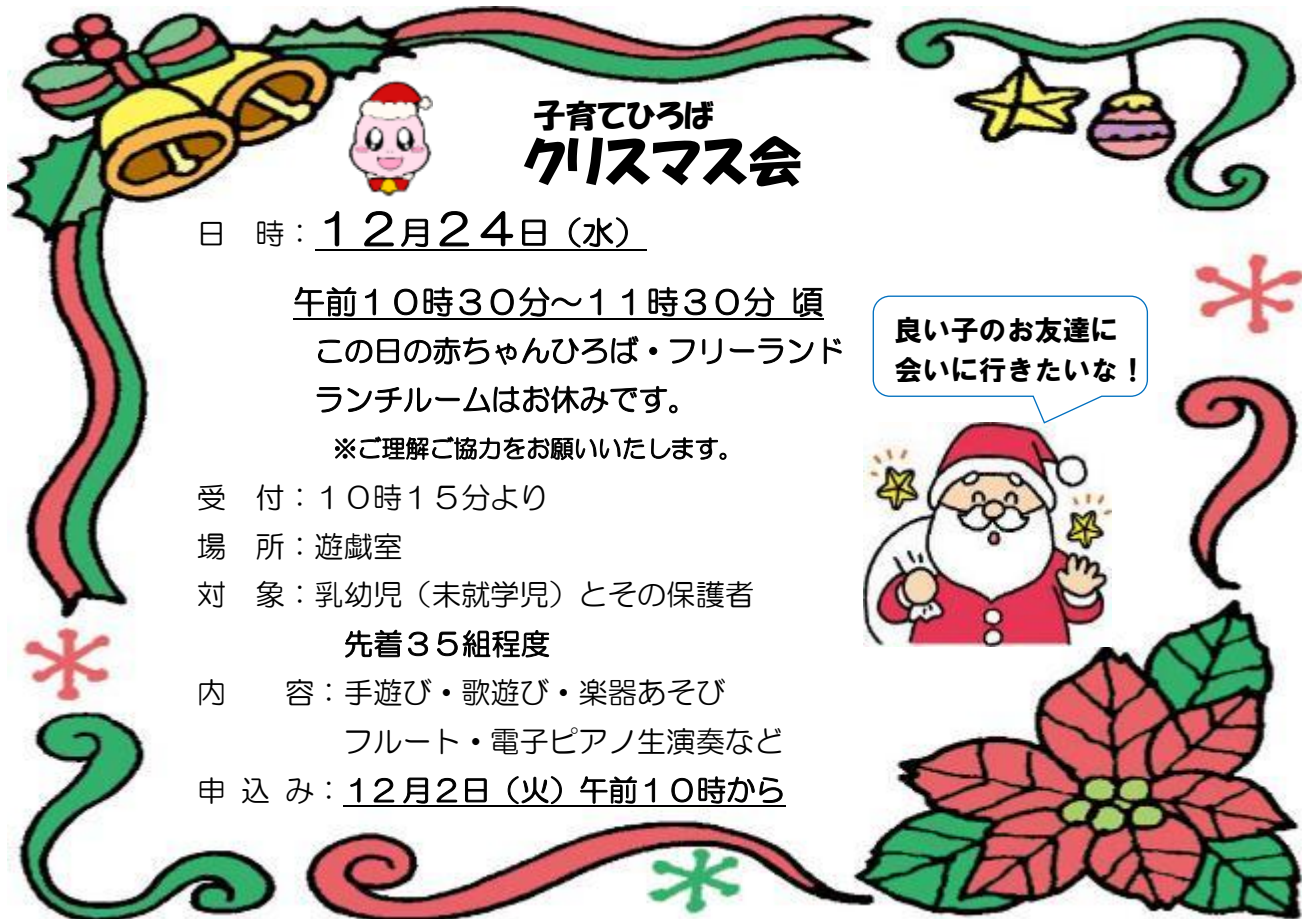 子育てひろば
クリスマス会
日　時：１２月２４日（水）
午前１０時３０分～１１時３０分 頃
この日の赤ちゃんひろば・フリーランド
ランチルームはお休みです。
※ご理解ご協力をお願いいたします。
受　付：１０時１５分より
場　所：遊戯室
対　象：乳幼児（未就学児）とその保護者
先着３５組程度
内　　容：手遊び・歌遊び・楽器あそび
フルート・電子ピアノ生演奏など
申 込 み：１２月２日（火）午前１０時から
良い子のお友達に
会いに行きたいな！